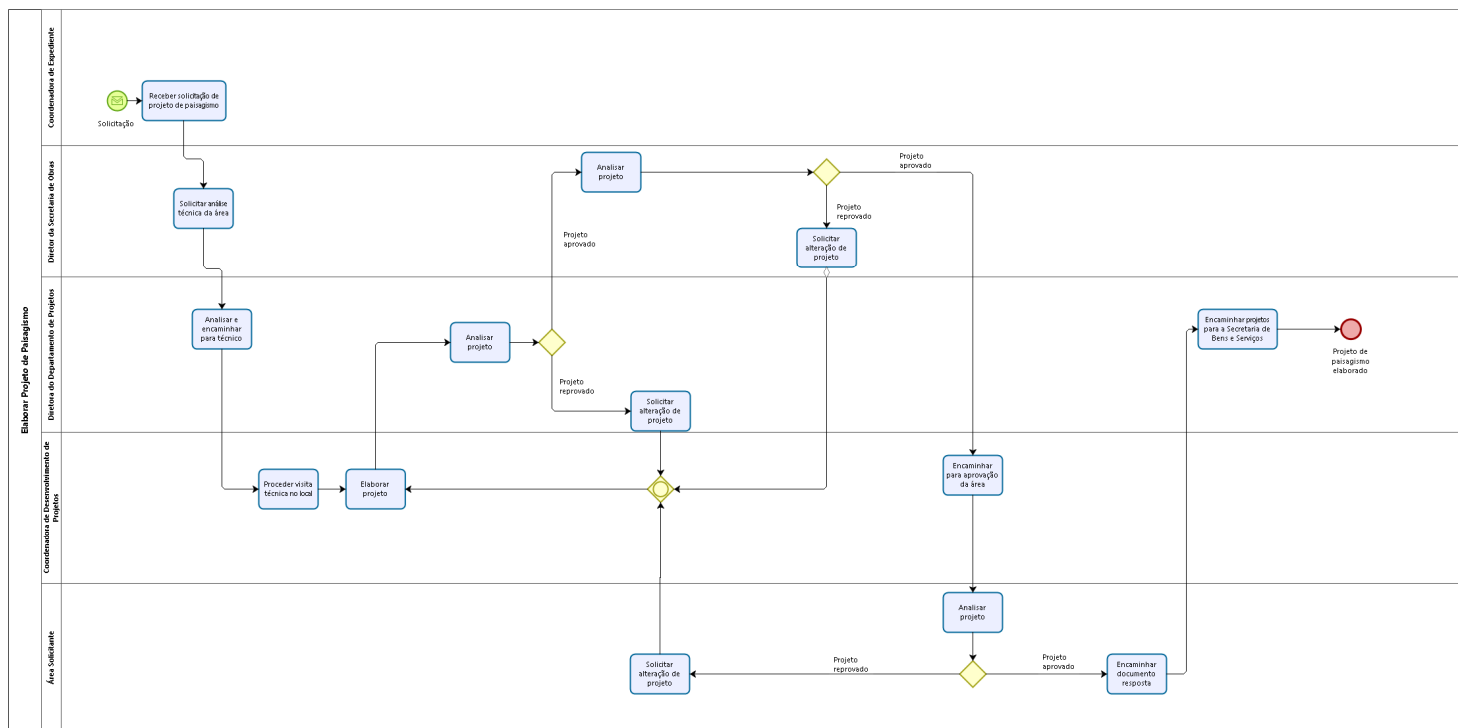 Elaborar Projeto de Paisagismo
Coordenadora de Expediente
Solicitação
Receber solicitação de
projeto de paisagismo
Diretor da Secretaria de Obras
Solicitar análise
técnica da área
Analisar
projeto
Projeto
aprovado
Projeto
aprovado
Projeto
reprovado
Solicitar
alteração de
projeto
Diretora do Departamento de Projetos
Analisar e
encaminhar
para técnico
Analisar
projeto
Projeto
reprovado
Solicitar
alteração de
projeto
Encaminhar projetos
para a Secretaria de
Bens e Serviços
Projeto de
paisagismo
elaborado
Coordenadora de Desenvolvimento de
Projetos
Proceder visita
técnica no local
Elaborar
projeto
Encaminhar
para aprovação
da área
Área Solicitante
Analisar
projeto
Solicitar
alteração de
projeto
Projeto
reprovado
Projeto
aprovado
Encaminhar
documento
resposta